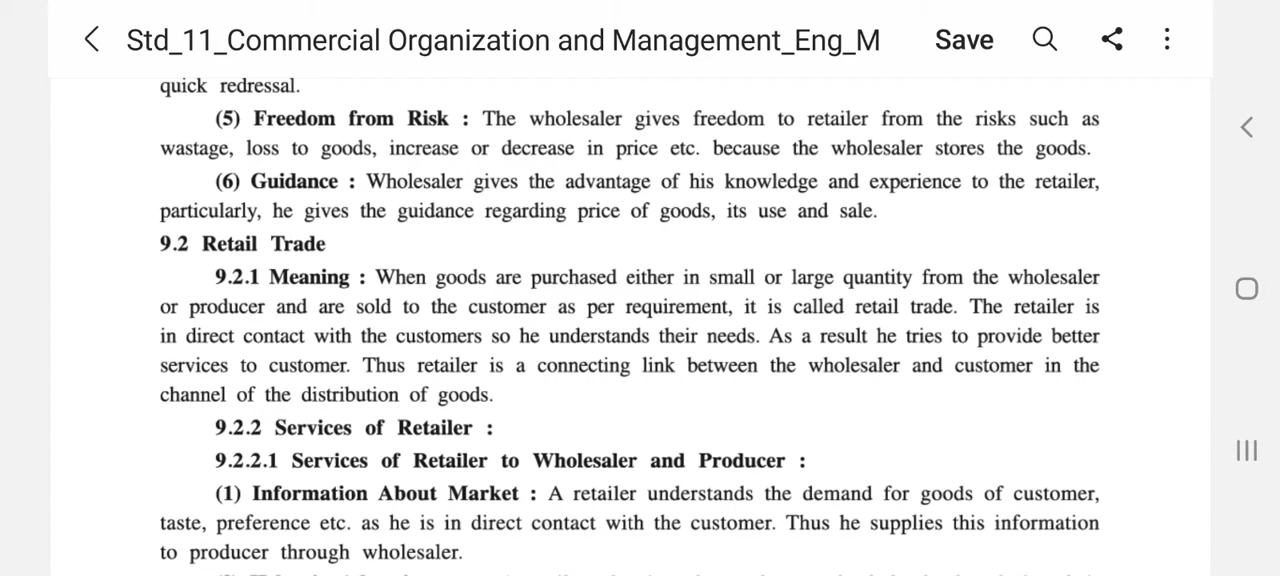 Std_11_Commercial Organization and Management_Eng_M Save
quick redressal.
(5) Freedom from Risk : The wholesaler gives freedom to retailer from the risks such as
wastage, loss to goods, increase or decrease in price etc. because the wholesaler stores the goods.
(6) Guidance : Wholesaler gives the advantage of his knowledge and experience to the retailer,
particularly, he gives the guidance regarding price of goods, its use and sale.
9.2 Retail Trade
9.2.1 Meaning : When goods are purchased either in small or large quantity from the wholesaler
or producer and are sold to the customer as per requirement, it is called retail trade. The retailer is
in direct contact with the customers so he understands their needs. As a result he tries to provide better
services to customer. Thus retailer is a connecting link between the wholesaler and customer in the
channel of the distribution of goods.
9.2.2 Services of Retailer :
9.2.2.1 Services of Retailer to Wholesaler and Producer :
(1) Information About Market : A retailer understands the demand for goods of customer,
taste, preference etc. as he is in direct contact with the customer. Thus he supplies this information
to producer through wholesaler.